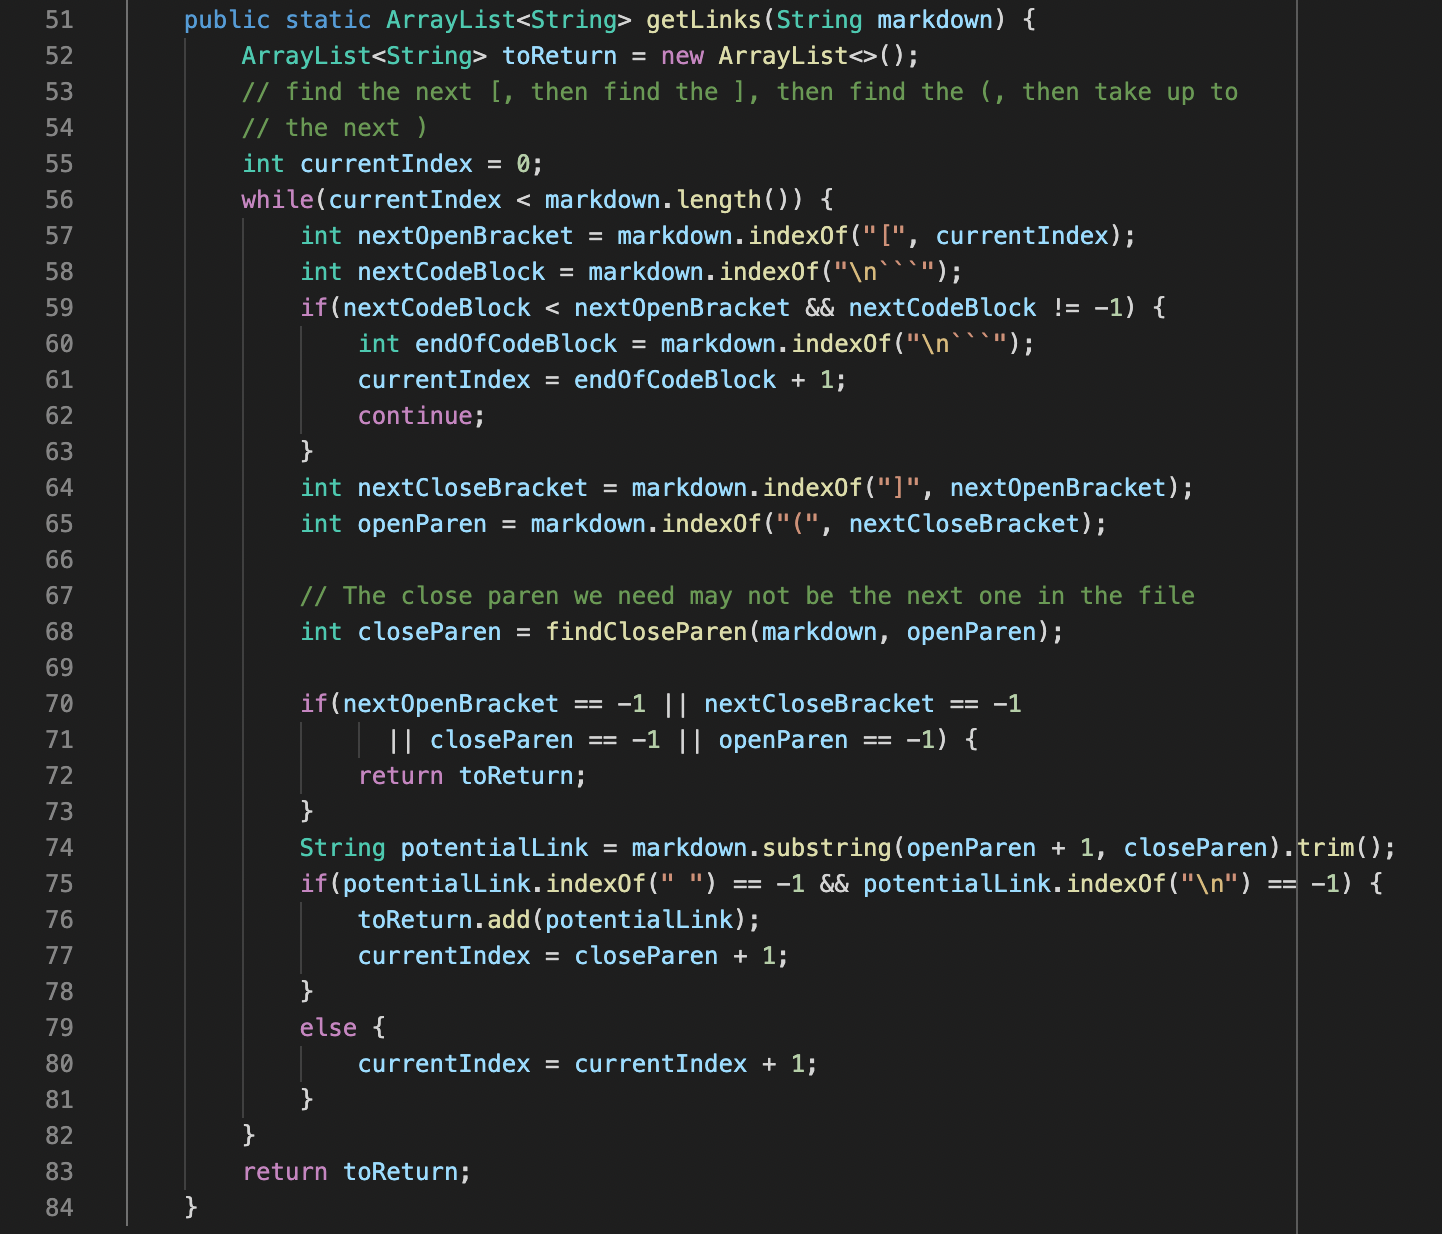 51 public static ArrayList<String> getLinks(String markdown) {
52 ArrayList<String> toReturn = new ArrayList<>();
53 // find the next [, then find the ], then find the (, then take up to
54 // the next )
55 int currentIndex = 0;
56 while(currentIndex < markdown.length()) {
57 int nextOpenBracket = markdown.indexOf("[", currentIndex);
58 int nextCodeBlock = markdown.indexOf("\n```");
59 if(nextCodeBlock < nextOpenBracket && nextCodeBlock != -1) {
60 int endOfCodeBlock = markdown.indexOf("\n```");
61 currentIndex = endOfCodeBlock + 1;
62 continue;
63 }
64 int nextCloseBracket = markdown.indexOf("]", nextOpenBracket);
65 int openParen = markdown.indexOf("(", nextCloseBracket);
66
67 // The close paren we need may not be the next one in the file
68 int closeParen = findCloseParen(markdown, openParen);
69
70 if(nextOpenBracket == -1 || nextCloseBracket == -1
71 || closeParen == -1 || openParen == -1) {
72 return toReturn;
73 }
74 String potentialLink = markdown.substring(openParen + 1, closeParen).trim();
75 if(potentialLink.indexOf(" ") == -1 && potentialLink.indexOf("\n") == -1) {
76 toReturn.add(potentialLink);
77 currentIndex = closeParen + 1;
78 }
79 else {
80 currentIndex = currentIndex + 1;
81 }
82 }
83 return toReturn;
84 }